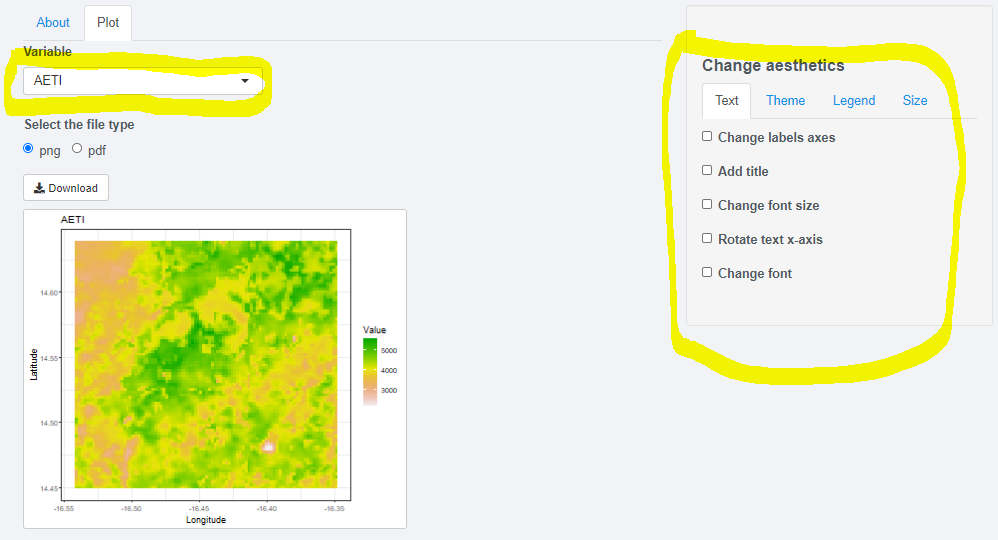 About Plot
Variable
AETI
Select the file type
png pdf
Download
AETI
14.60
14.55
14.50
14.45
Latitude
-16.55 -16.50 -16.45 -16.40 -16.35
Longitude
Value
5000
4000
3000
Change aesthetics
Text Theme Legend Size
Change labels axes
Add title
Change font size
Rotate text x-axis
Change font